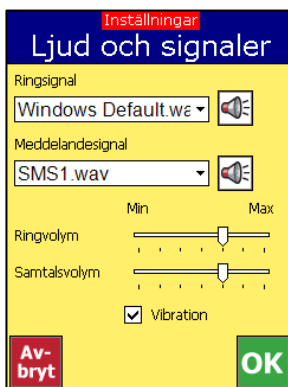 Inställningar
Ljud och signaler
Ringsignal
Windows Default.wa
Meddelandesignal
SMS1.wav
Min Max
Ringvolym
Samtalsvolym
Vibration
Av-
bryt
OK